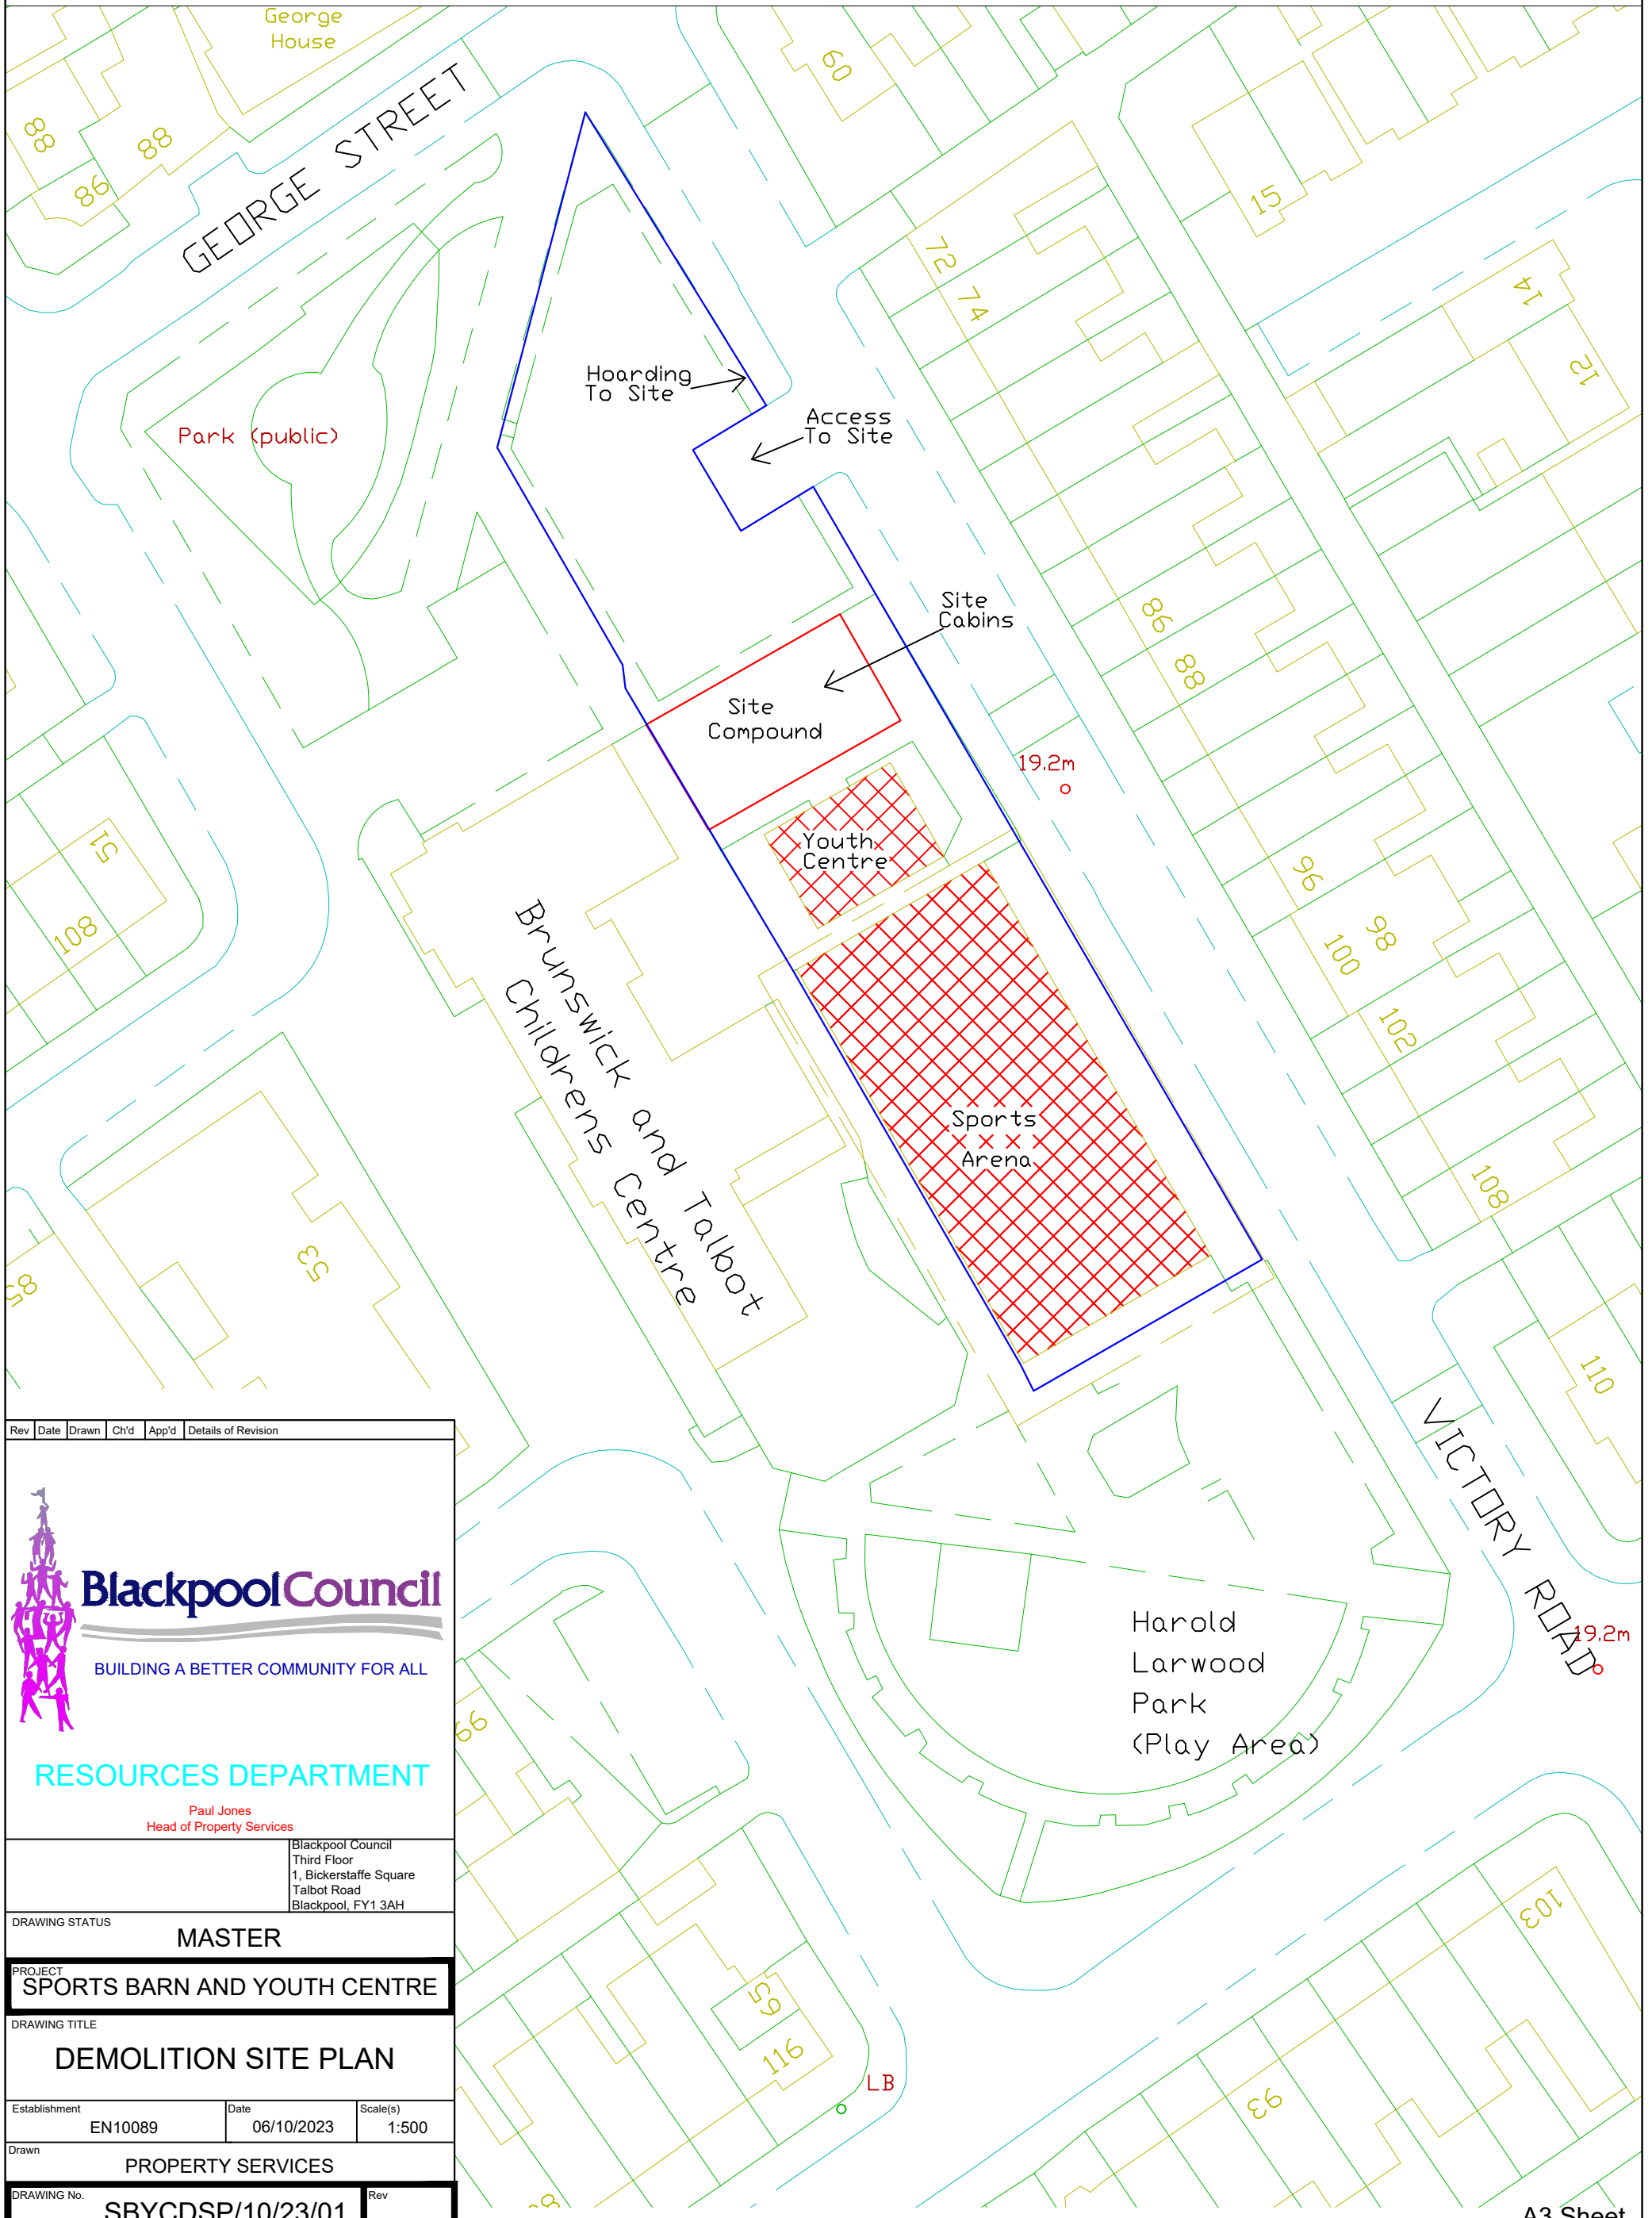 George
House
GEORGE STREET
88
88
86
60
15
72
74
14
12
Hoarding
To Site
Access
To Site
Park (public)
Site
Cabins
Site
Compound
86
88
19.2m
Youth
Centre
51
108
96
98
100
102
Brunswick and Talbot
Childrens Centre
Sports
Arena
108
53
85
110
VICTORY ROAD
19.2m
Harold
Larwood
Park
(Play Area)
99
103
65
116
LB
93
Rev Date Drawn Ch'd App'd Details of Revision
BlackpoolCouncil
BUILDING A BETTER COMMUNITY FOR ALL
RESOURCES DEPARTMENT
Paul Jones
Head of Property Services
Blackpool Council
Third Floor
1, Bickerstaffe Square
Talbot Road
Blackpool, FY1 3AH
DRAWING STATUS
MASTER
PROJECT
SPORTS BARN AND YOUTH CENTRE
DRAWING TITLE
DEMOLITION SITE PLAN
Establishment Date Scale(s)
EN10089 06/10/2023 1:500
Drawn
PROPERTY SERVICES
DRAWING No. Rev
SBYCDSP/10/23/01
A3 Sheet